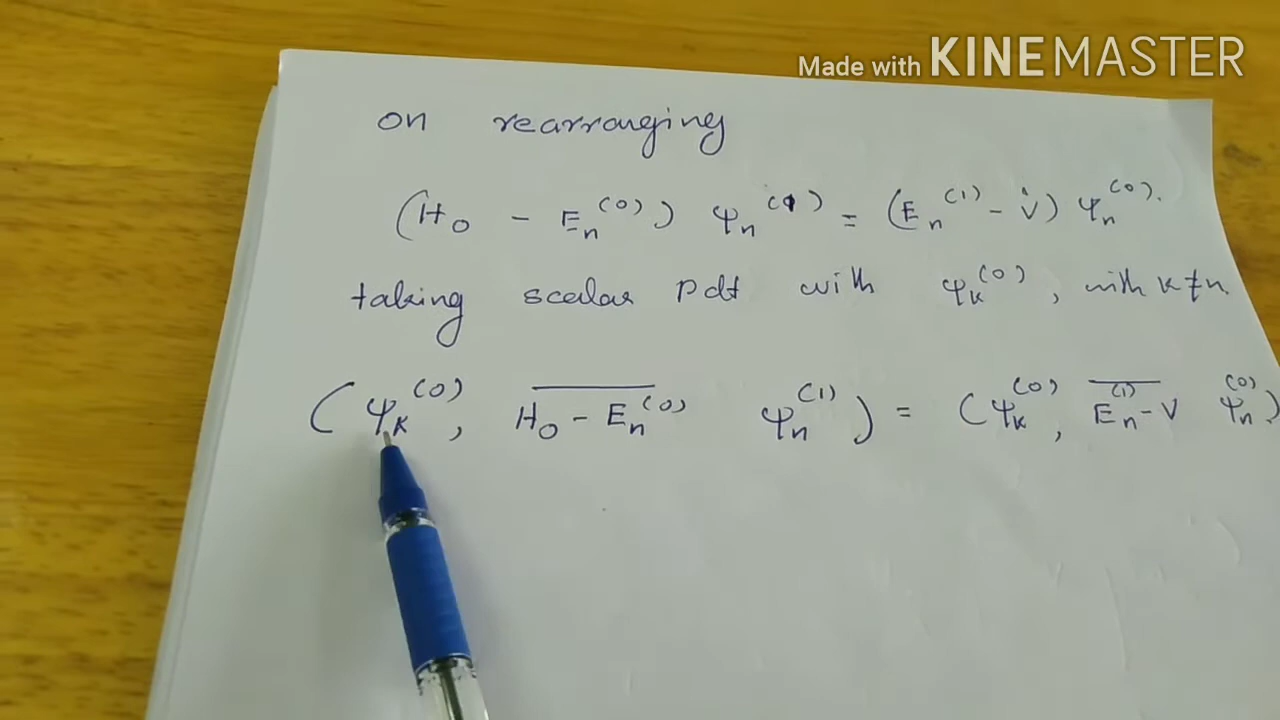 Made with KINEMASTER
on rearranging
(H₀ - Eₙ⁽⁰⁾) ψₙ⁽¹⁾ = (Eₙ⁽¹⁾ - V) ψₙ⁽⁰⁾.
taking scalar pdt with ψₖ⁽⁰⁾, with k≠n.
(ψₖ⁽⁰⁾, H₀ - Eₙ⁽⁰⁾ ψₙ⁽¹⁾) = (ψₖ⁽⁰⁾, Eₙ⁽¹⁾ - V ψₙ⁽⁰⁾)